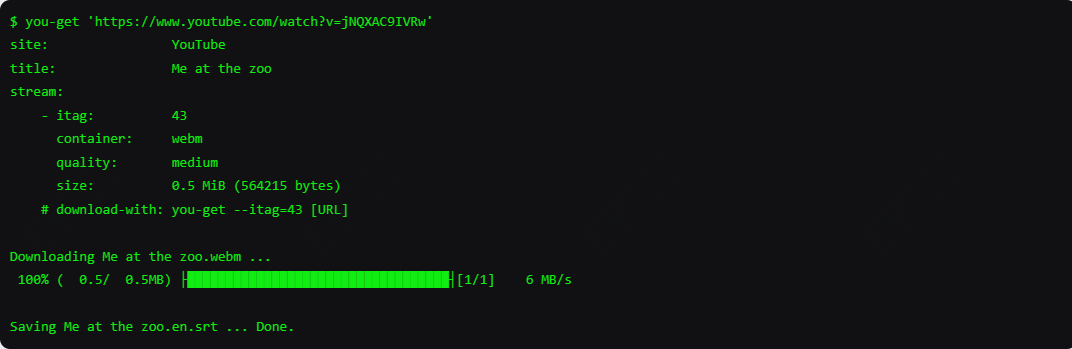 $ you-get 'https://www.youtube.com/watch?v=jNQXAC9IVRw'
site:                YouTube
title:               Me at the zoo
stream:
    - itag:          43
      container:     webm
      quality:       medium
      size:          0.5 MiB (564215 bytes)
    # download-with: you-get --itag=43 [URL]

Downloading Me at the zoo.webm ...
 100% (  0.5/  0.5MB) ├██████████████████████████████████┤[1/1]    6 MB/s

Saving Me at the zoo.en.srt ... Done.